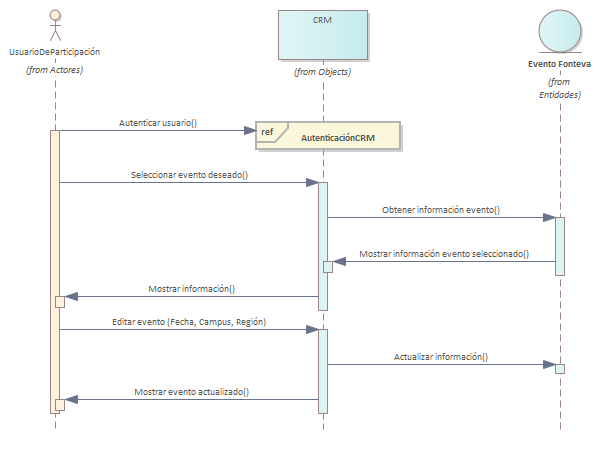 CRM
UsuarioDeParticipación
(from Actores)
(from Objects)
Evento Fonteva
(from
Entidades)
Autenticar usuario()
ref
AutenticaciónCRM
Seleccionar evento deseado()
Obtener información evento()
Mostrar información evento seleccionado()
Mostrar información()
Editar evento (Fecha, Campus, Región)
Actualizar información()
Mostrar evento actualizado()